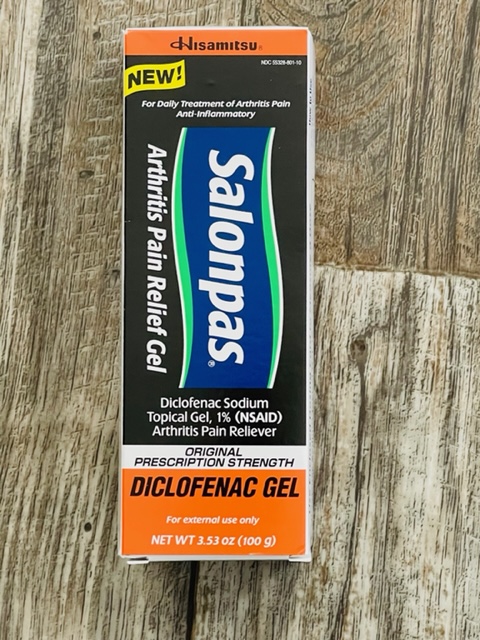 Hisamitsu®
NDC 55328-801-10
NEW!
For Daily Treatment of Arthritis Pain
Anti-Inflammatory
Salonpas®
Arthritis Pain Relief Gel
Diclofenac Sodium
Topical Gel, 1% (NSAID)
Arthritis Pain Reliever
ORIGINAL
PRESCRIPTION STRENGTH
DICLOFENAC GEL
For external use only
NET WT 3.53 oz (100 g)